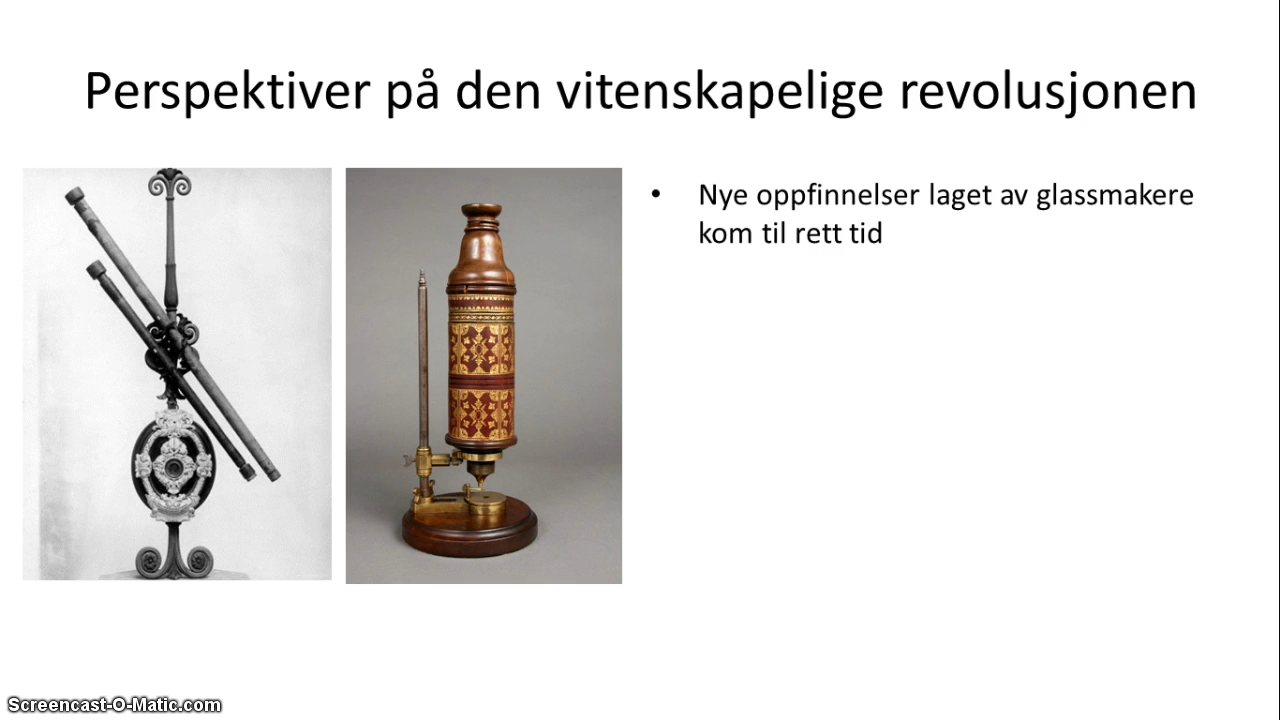 Perspektiver på den vitenskapelige revolusjonen
• Nye oppfinnelser laget av glassmakere
kom til rett tid
Screencast-O-Matic.com